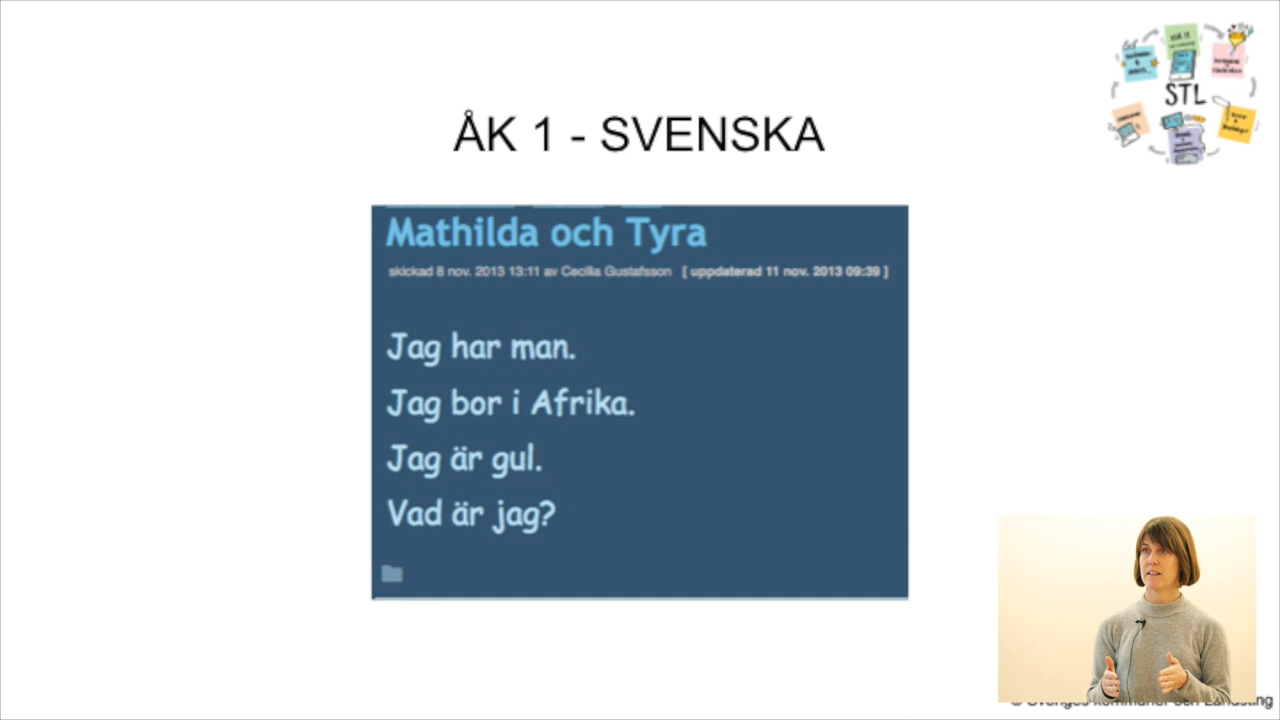 STL
ÅK 1 - SVENSKA
Mathilda och Tyra
skickad 8 nov. 2013 13:11 av Cecilia Gustafsson [ uppdaterad 11 nov. 2013 09:39 ]
Jag har man.
Jag bor i Afrika.
Jag är gul.
Vad är jag?
© Sveriges Kommuner och Landsting